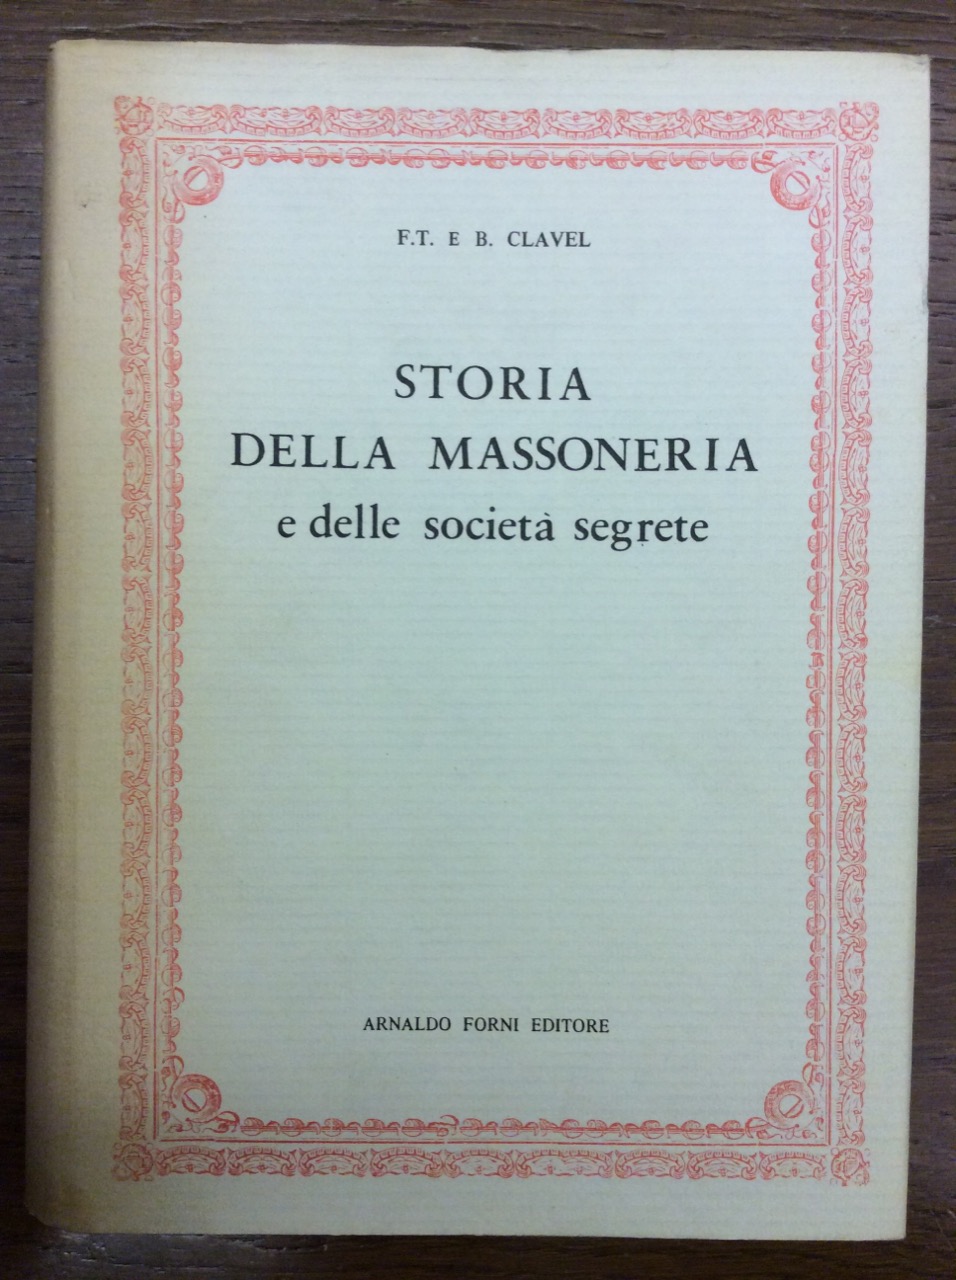 F.T. E B. CLAVEL
STORIA
DELLA MASSONERIA
e delle società segrete
ARNALDO FORNI EDITORE